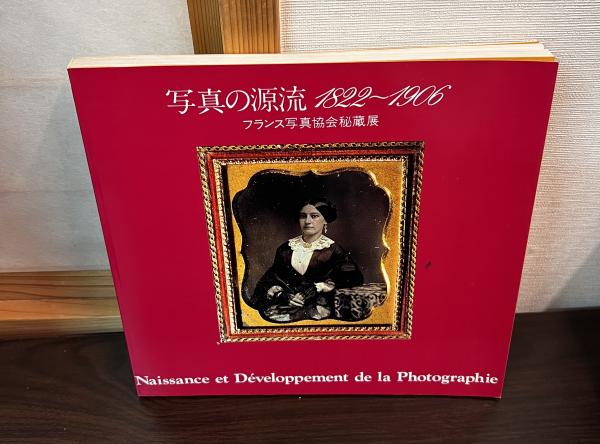 写真の源流 1822〜1906
フランス写真協会秘蔵展
Naissance et Développement de la Photographie